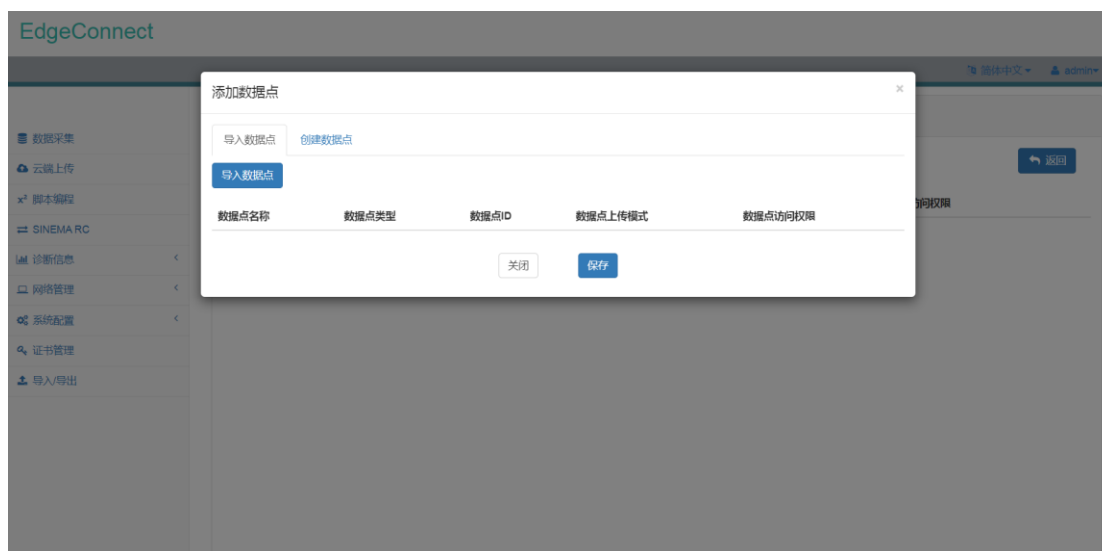 EdgeConnect
简体中文 admin
添加数据点 ×
导入数据点 创建数据点
导入数据点
数据点名称 数据点类型 数据点ID 数据点上传模式 数据点访问权限
关闭 保存
返回
访问权限
数据采集
云端上传
x² 脚本编程
SINEMA RC
诊断信息
网络管理
系统配置
证书管理
导入/导出